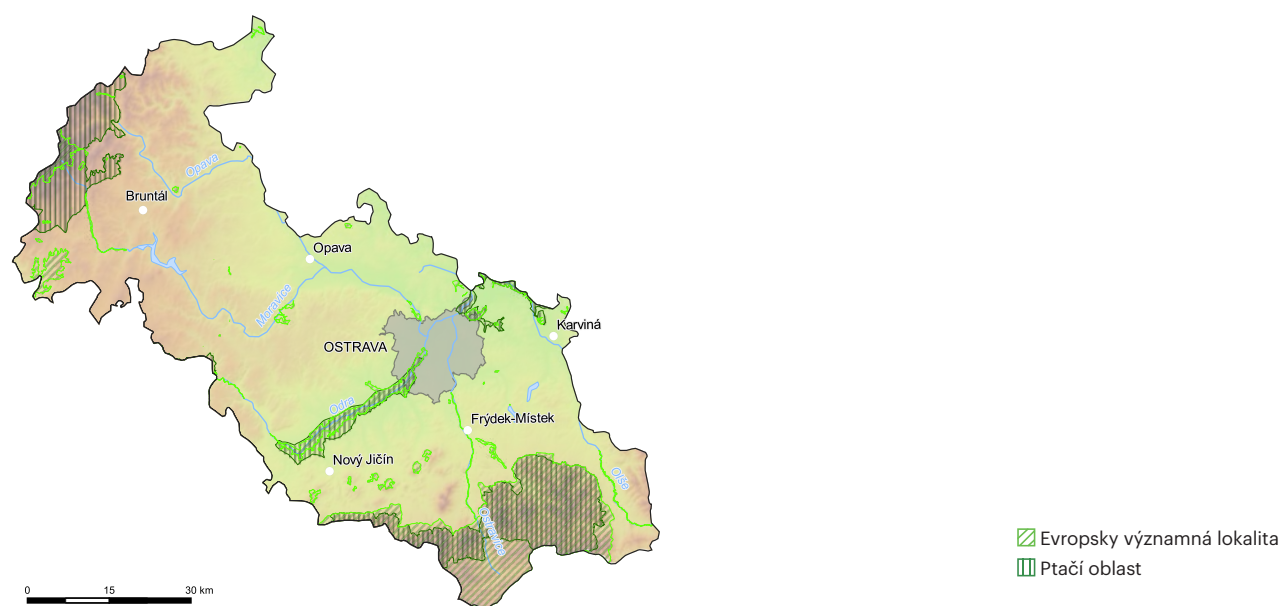 Opava
Bruntál
Opava
Moravice
Karviná
OSTRAVA
Odra
Frýdek-Místek
Nový Jičín
Olše
Ostravice
Evropsky významná lokalita
Ptačí oblast
0 15 30 km